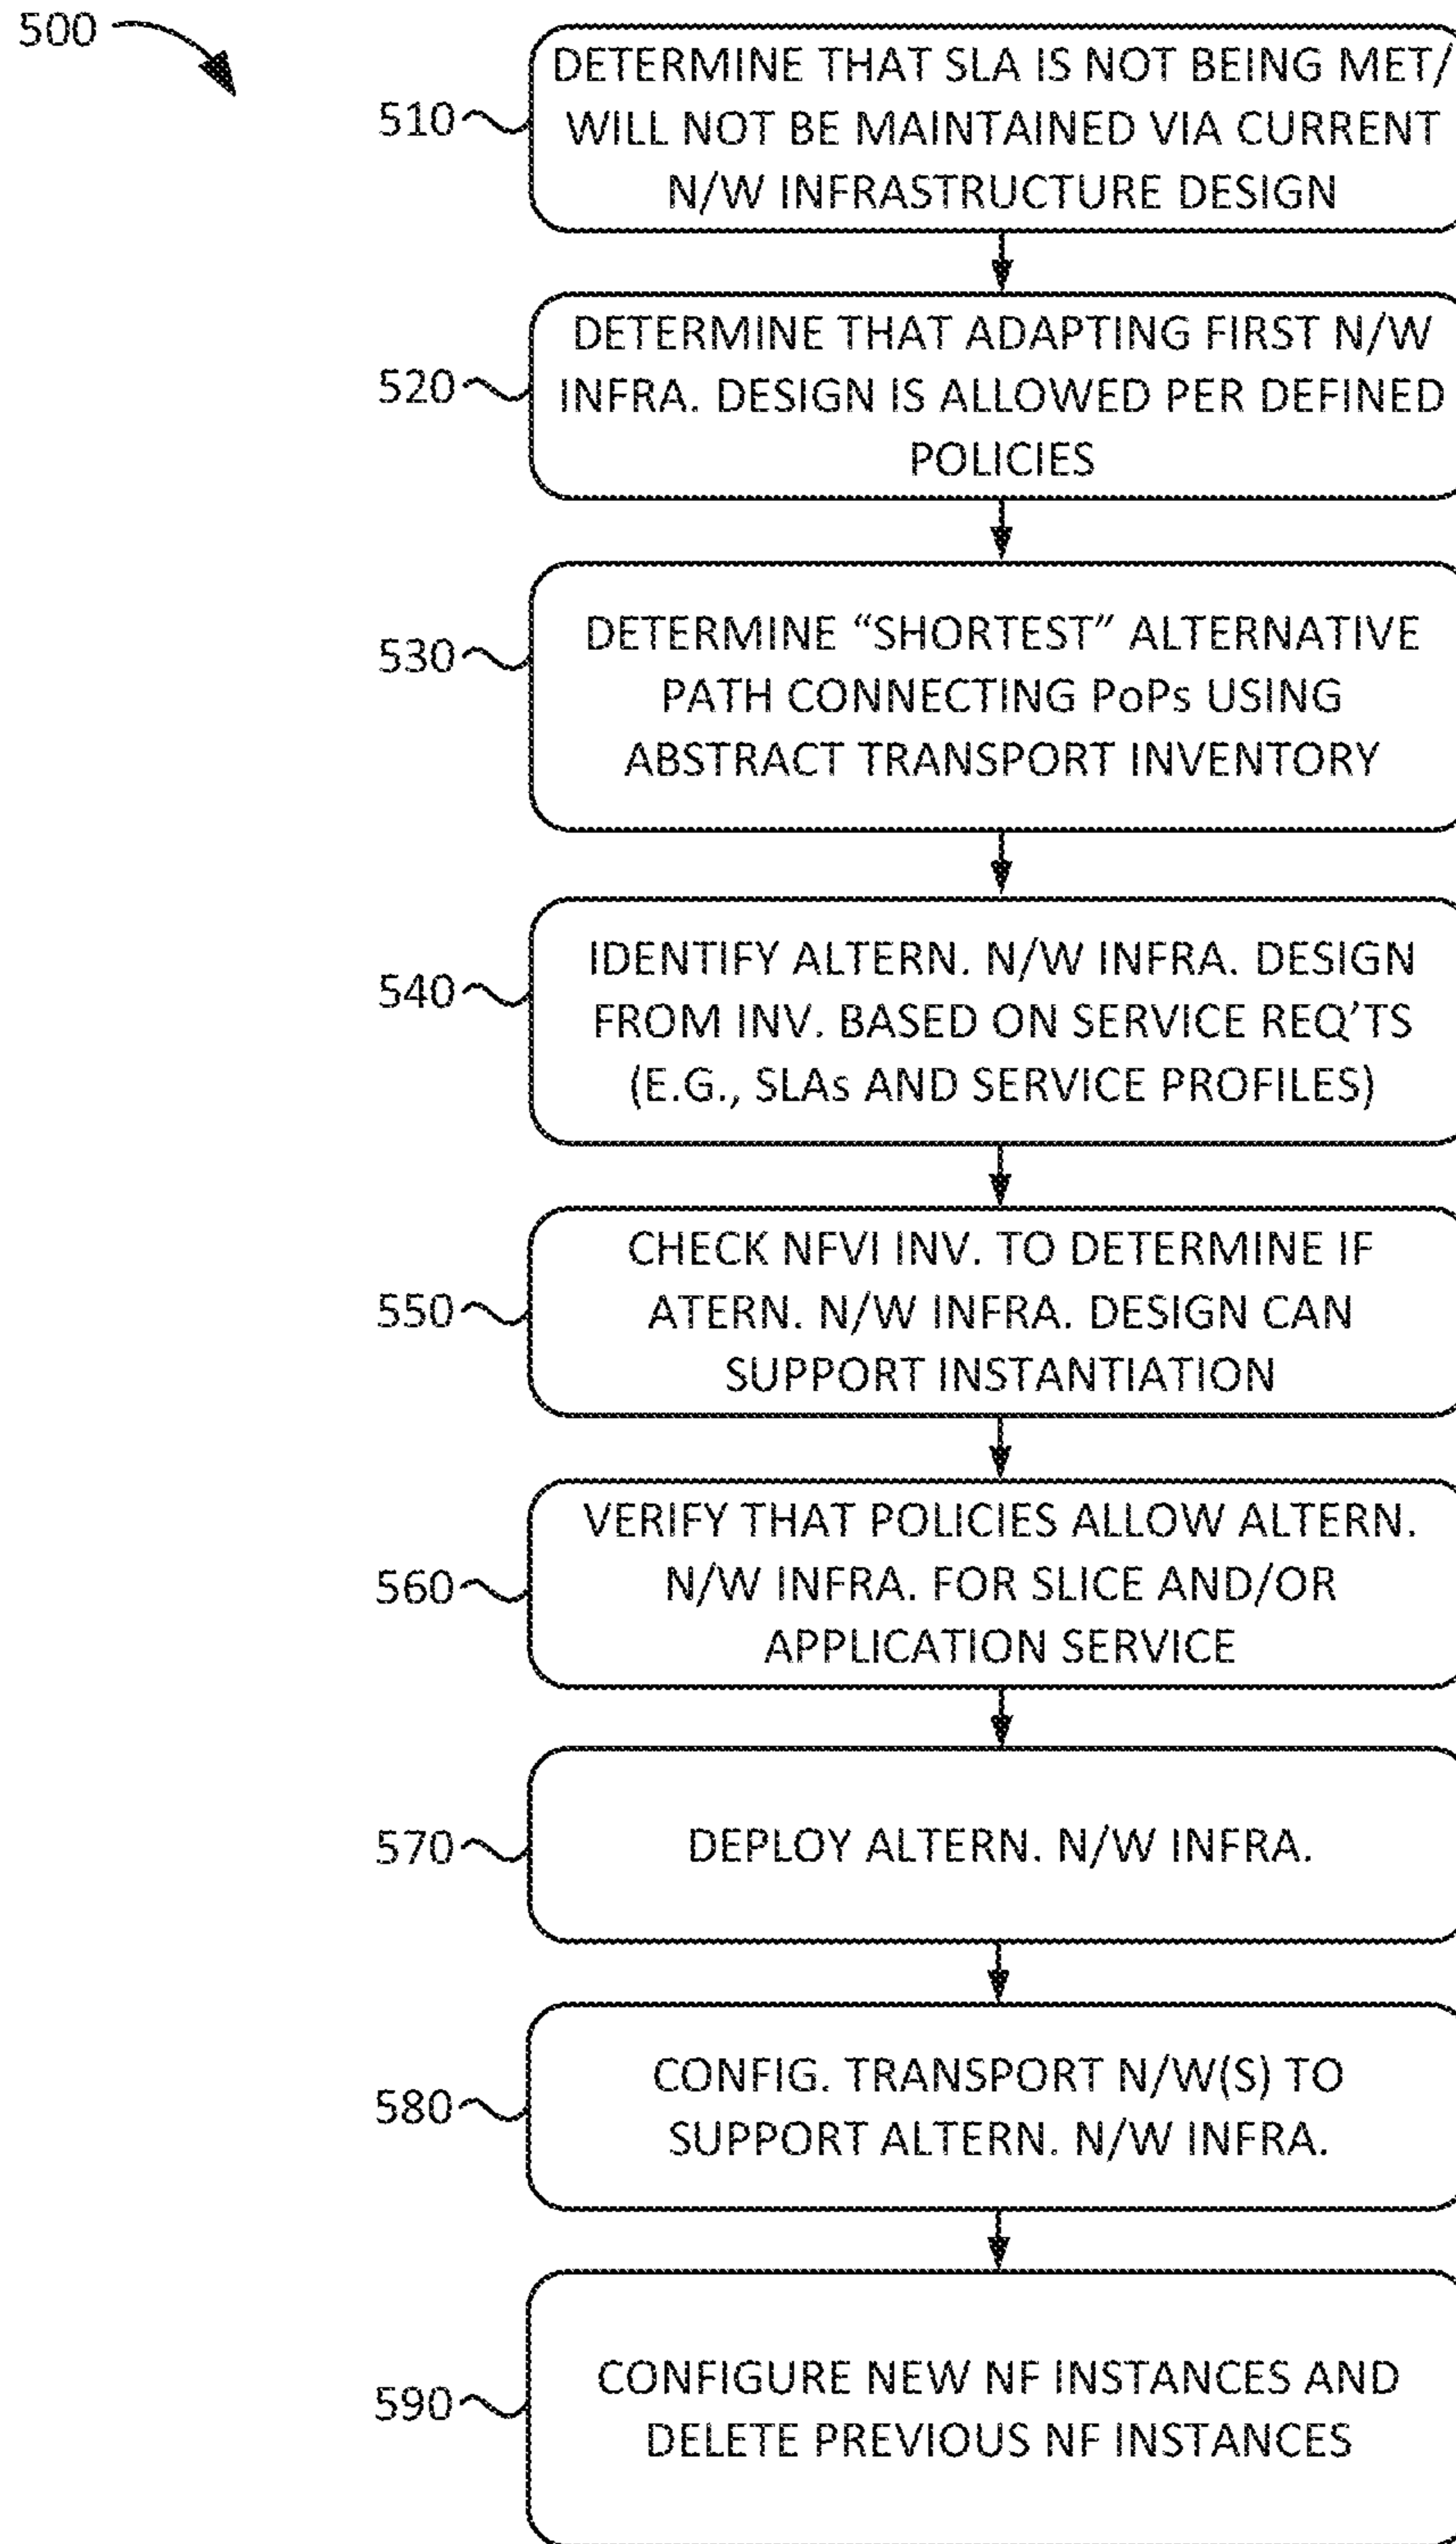 500
510
DETERMINE THAT SLA IS NOT BEING MET/
WILL NOT BE MAINTAINED VIA CURRENT
N/W INFRASTRUCTURE DESIGN
520
DETERMINE THAT ADAPTING FIRST N/W
INFRA. DESIGN IS ALLOWED PER DEFINED
POLICIES
530
DETERMINE “SHORTEST” ALTERNATIVE
PATH CONNECTING PoPs USING
ABSTRACT TRANSPORT INVENTORY
540
IDENTIFY ALTERN. N/W INFRA. DESIGN
FROM INV. BASED ON SERVICE REQ’TS
(E.G., SLAs AND SERVICE PROFILES)
550
CHECK NFVI INV. TO DETERMINE IF
ATERN. N/W INFRA. DESIGN CAN
SUPPORT INSTANTIATION
560
VERIFY THAT POLICIES ALLOW ALTERN.
N/W INFRA. FOR SLICE AND/OR
APPLICATION SERVICE
570
DEPLOY ALTERN. N/W INFRA.
580
CONFIG. TRANSPORT N/W(S) TO
SUPPORT ALTERN. N/W INFRA.
590
CONFIGURE NEW NF INSTANCES AND
DELETE PREVIOUS NF INSTANCES